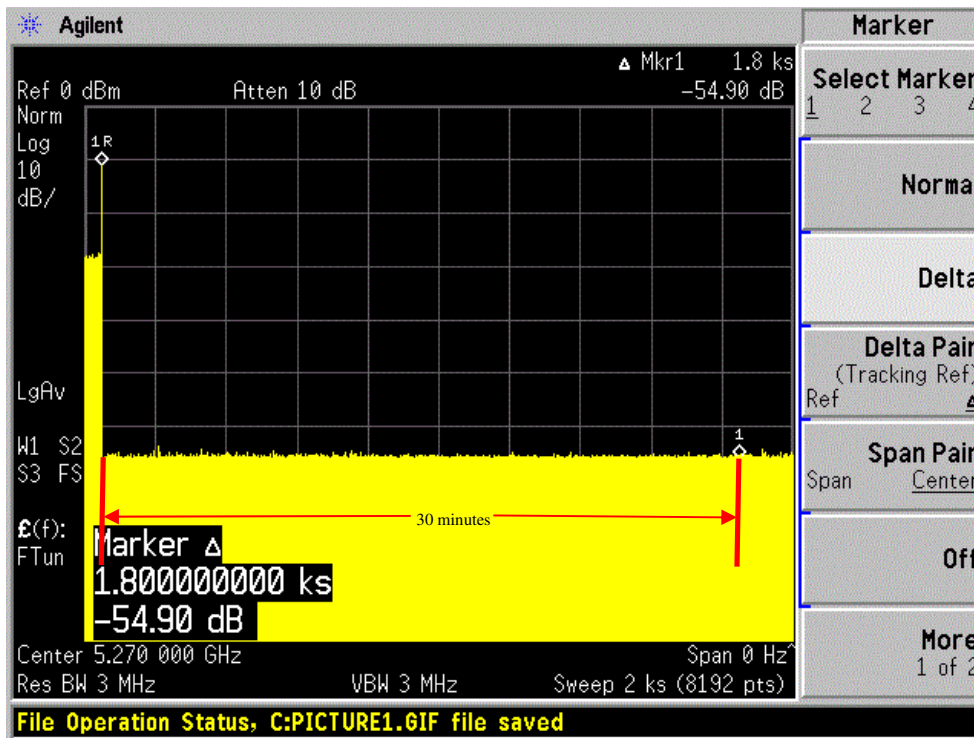 Agilent
Marker
Δ Mkr1 1.8 ks
Ref 0 dBm Atten 10 dB -54.90 dB
Norm
Log
10
dB/
1R
LgAv
W1 S2
S3 FS
£(f):
FTun
1
30 minutes
Marker Δ
1.800000000 ks
-54.90 dB
Center 5.270 000 GHz Span 0 Hz^
Res BW 3 MHz VBW 3 MHz Sweep 2 ks (8192 pts)
File Operation Status, C:PICTURE1.GIF file saved
Select Marker
1 2 3 4
Norma
Delta
Delta Pair
(Tracking Ref)
Ref Δ
Span Pair
Span Center
Off
More
1 of 2